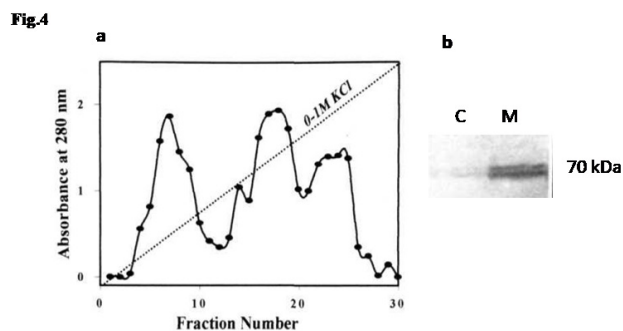 Fig.4
a
b
Absorbance at 280 nm
2
1
0
0-1M KCl
0
10
20
30
Fraction Number
C M
70 kDa